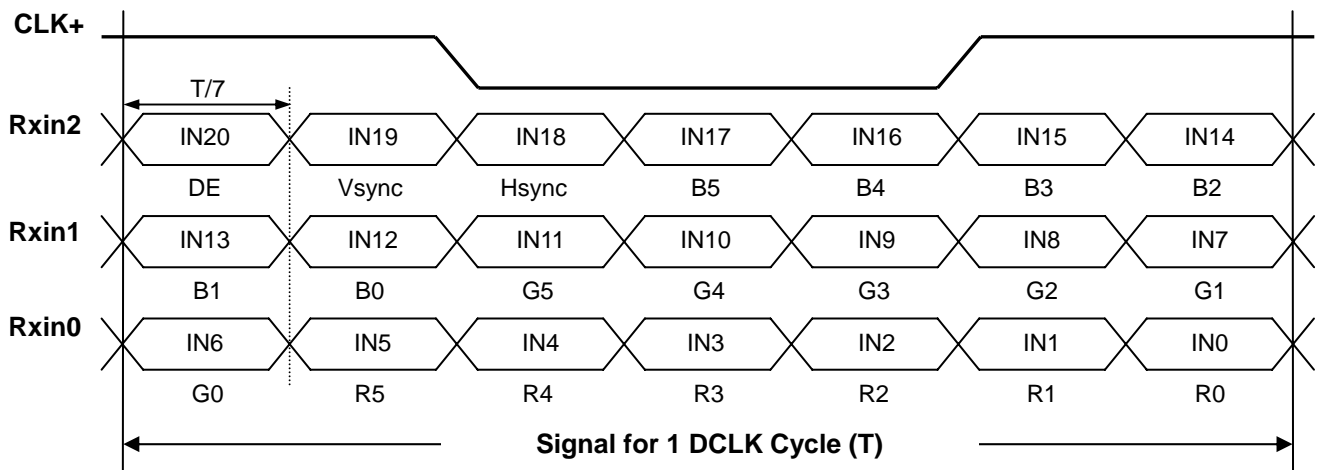 CLK+
T/7
Rxin2
IN20 IN19 IN18 IN17 IN16 IN15 IN14
DE Vsync Hsync B5 B4 B3 B2
Rxin1
IN13 IN12 IN11 IN10 IN9 IN8 IN7
B1 B0 G5 G4 G3 G2 G1
Rxin0
IN6 IN5 IN4 IN3 IN2 IN1 IN0
G0 R5 R4 R3 R2 R1 R0
Signal for 1 DCLK Cycle (T)